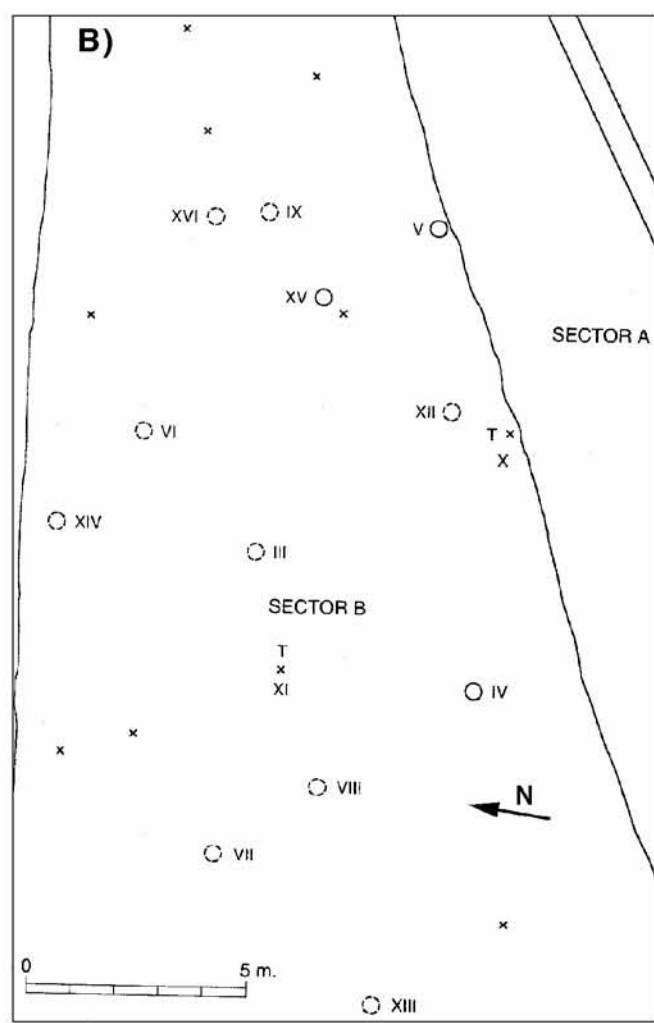 B)
XVI
IX
V
XV
SECTOR A
XII
T
X
VI
XIV
III
SECTOR B
T
XI
IV
VIII
N
VII
0
5 m.
XIII